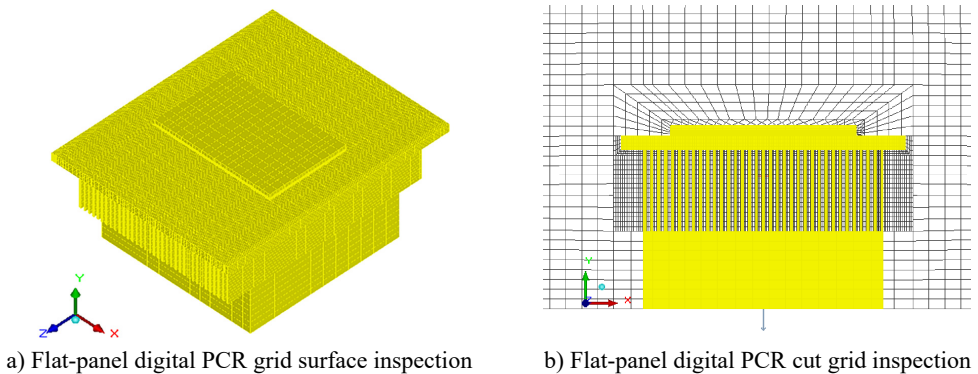 Y
Z
X
Y
Z
X
a) Flat-panel digital PCR grid surface inspection
b) Flat-panel digital PCR cut grid inspection